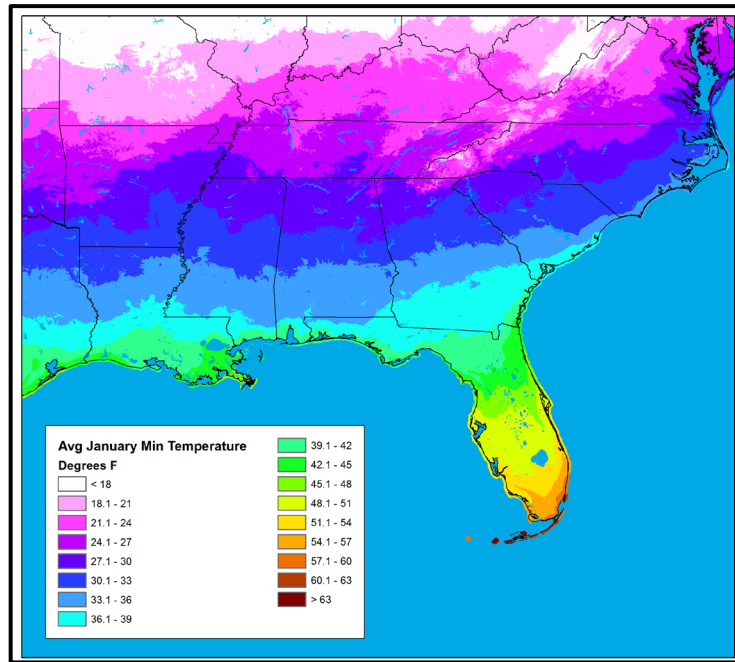 Avg January Min Temperature
Degrees F
< 18
18.1 - 21
21.1 - 24
24.1 - 27
27.1 - 30
30.1 - 33
33.1 - 36
36.1 - 39
39.1 - 42
42.1 - 45
45.1 - 48
48.1 - 51
51.1 - 54
54.1 - 57
57.1 - 60
60.1 - 63
> 63